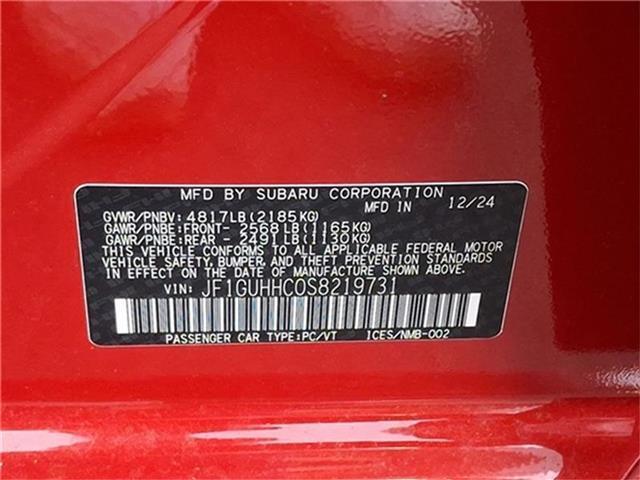 MFD BY SUBARU CORPORATION
GVWR/PNBV: 4817LB(2185KG) MFD IN 12/24
GAWR/PNBE:FRONT- 2568LB(1165KG)
GAWR/PNBE:REAR - 2491LB(1130KG)
THIS VEHICLE CONFORMS TO ALL APPLICABLE FEDERAL MOTOR
VEHICLE SAFETY, BUMPER, AND THEFT PREVENTION STANDARDS
IN EFFECT ON THE DATE OF MANUFACTURE SHOWN ABOVE.
VIN: JF1GUHHC0S8219731
PASSENGER CAR TYPE:PC/VT ICES/NMB-002